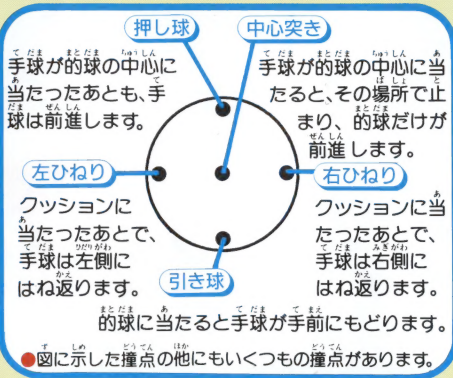 押し球
手球が的球の中心に
当たったあとも、手
球は前進します。
中心突き
手球が的球の中心に当
たると、その場所で止
まり、的球だけが
前進します。
左ひねり
クッションに
当たったあとで、
手球は左側に
はね返ります。
右ひねり
クッションに当
たったあとで、
手球は右側に
はね返ります。
引き球
的球に当たると手球が手前にもどります。
●図に示した撞点の他にもいくつもの撞点があります。